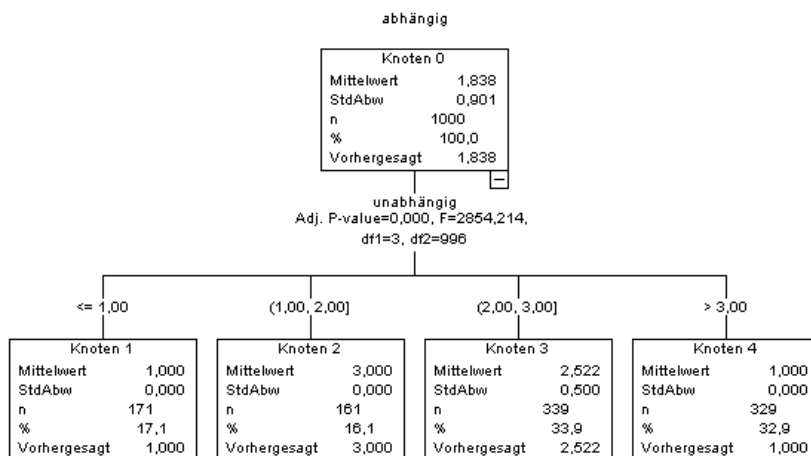 abhängig
Knoten 0
Mittelwert 1,838
StdAbw 0,901
n 1000
% 100,0
Vorhergesagt 1,838
unabhängig
Adj. P-value=0,000, F=2854,214,
df1=3, df2=996
<= 1,00
(1,00, 2,00]
(2,00, 3,00]
> 3,00
Knoten 1
Mittelwert 1,000
StdAbw 0,000
n 171
% 17,1
Vorhergesagt 1,000
Knoten 2
Mittelwert 3,000
StdAbw 0,000
n 161
% 16,1
Vorhergesagt 3,000
Knoten 3
Mittelwert 2,522
StdAbw 0,500
n 339
% 33,9
Vorhergesagt 2,522
Knoten 4
Mittelwert 1,000
StdAbw 0,000
n 329
% 32,9
Vorhergesagt 1,000